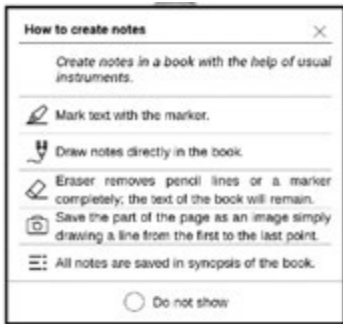 How to create notes
Create notes in a book with the help of usual
instruments.
Mark text with the marker.
Draw notes directly in the book.
Eraser removes pencil lines or a marker
completely; the text of the book will remain.
Save the part of the page as an image simply
drawing a line from the first to the last point.
All notes are saved in synopsis of the book.
Do not show